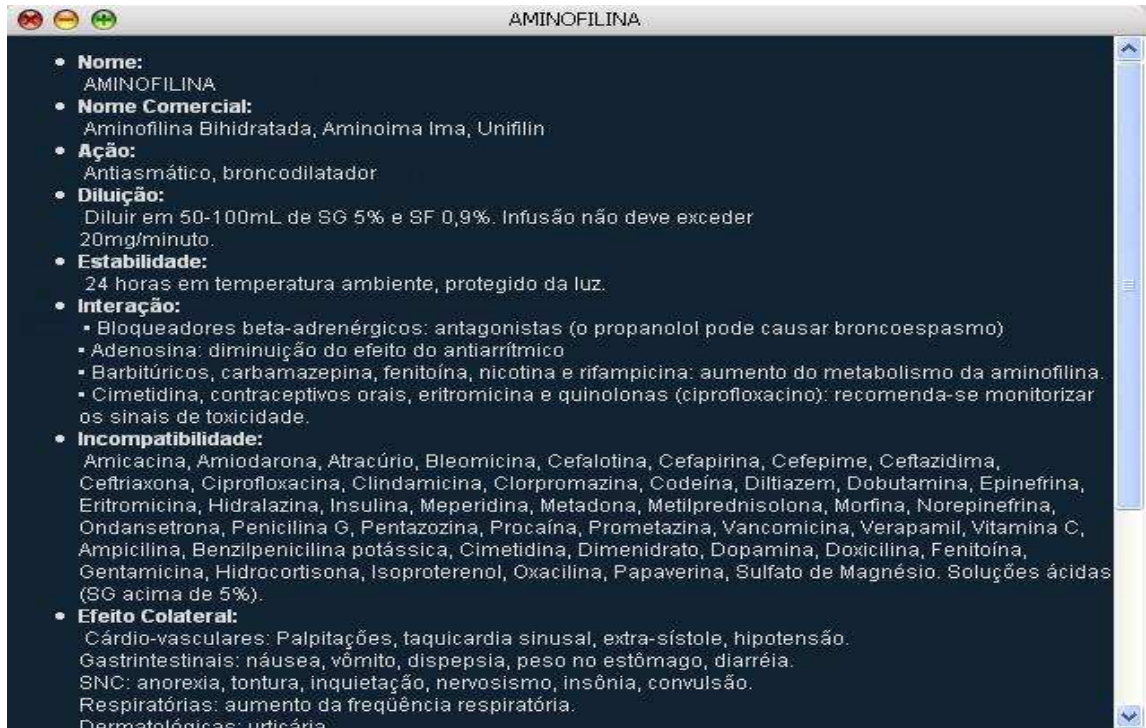 AMINOFILINA
• Nome:
AMINOFILINA
• Nome Comercial:
Aminofilina Bihidratada, Aminoima Ima, Unifilin
• Ação:
Antiasmático, broncodilatador
• Diluição:
Diluir em 50-100mL de SG 5% e SF 0,9%. Infusão não deve exceder
20mg/minuto.
• Estabilidade:
24 horas em temperatura ambiente, protegido da luz.
• Interação:
▪ Bloqueadores beta-adrenérgicos: antagonistas (o propanolol pode causar broncoespasmo)
▪ Adenosina: diminuição do efeito do antiarrítmico
▪ Barbitúricos, carbamazepina, fenitoína, nicotina e rifampicina: aumento do metabolismo da aminofilina.
▪ Cimetidina, contraceptivos orais, eritromicina e quinolonas (ciprofloxacino): recomenda-se monitorizar
os sinais de toxicidade.
• Incompatibilidade:
Amicacina, Amiodarona, Atracúrio, Bleomicina, Cefalotina, Cefapirina, Cefepime, Ceftazidima,
Ceftriaxona, Ciprofloxacina, Clindamicina, Clorpromazina, Codeína, Diltiazem, Dobutamina, Epinefrina,
Eritromicina, Hidralazina, Insulina, Meperidina, Metadona, Metilprednisolona, Morfina, Norepinefrina,
Ondansetrona, Penicilina G, Pentazozina, Procaína, Prometazina, Vancomicina, Verapamil, Vitamina C,
Ampicilina, Benzilpenicilina potássica, Cimetidina, Dimenidrato, Dopamina, Doxicilina, Fenitoína,
Gentamicina, Hidrocortisona, Isoproterenol, Oxacilina, Papaverina, Sulfato de Magnésio. Soluções ácidas
(SG acima de 5%).
• Efeito Colateral:
Cárdio-vasculares: Palpitações, taquicardia sinusal, extra-sístole, hipotensão.
Gastrintestinais: náusea, vômito, dispepsia, peso no estômago, diarréia.
SNC: anorexia, tontura, inquietação, nervosismo, insônia, convulsão.
Respiratórias: aumento da freqüência respiratória.
Dermatológicas: urticária